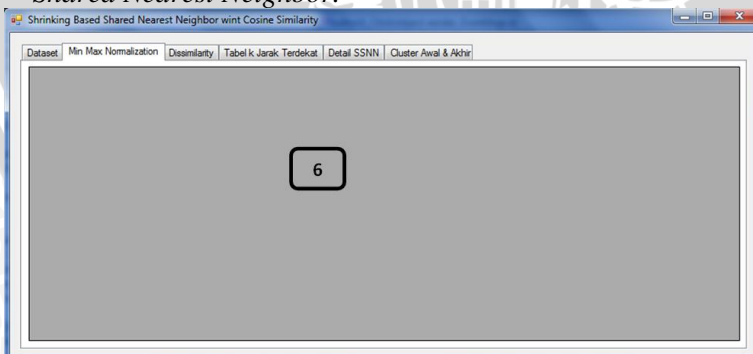 Shared Nearest Neighbor.
Shrinking Based Shared Nearest Neighbor wint Cosine Similarity
Dataset Min Max Normalization Dissimilarity Tabel k Jarak Terdekat Detail SSNN Cluster Awal & Akhir
6